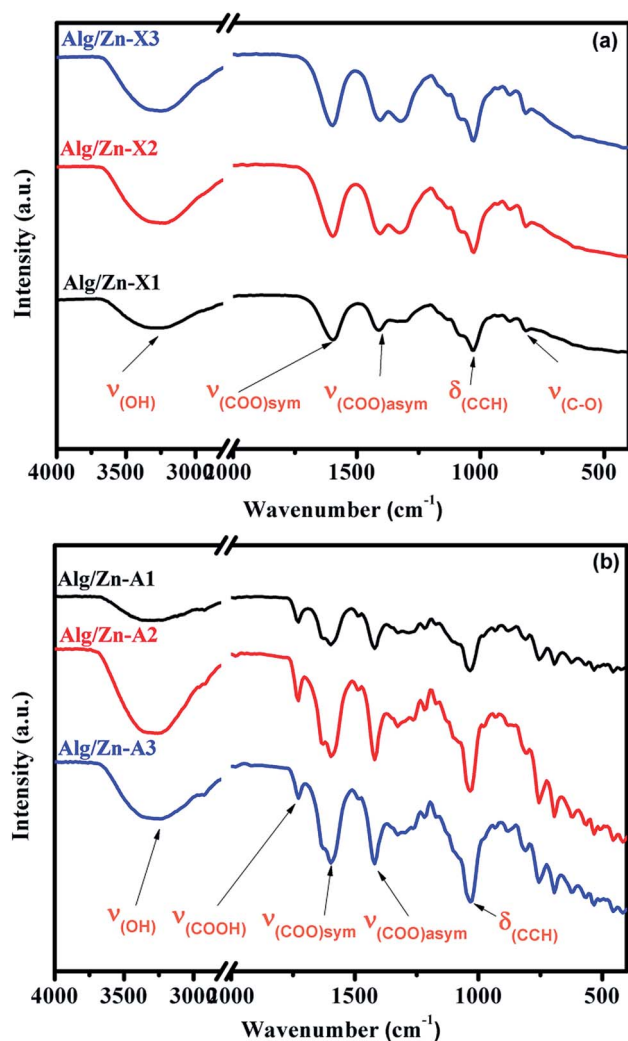 (a)
Alg/Zn-X3
Alg/Zn-X2
Alg/Zn-X1
Intensity (a.u.)
ν(OH)
ν(COO)sym
ν(COO)asym
δ(CCH)
ν(C-O)
4000 3500 3000 2000 1500 1000 500
Wavenumber (cm⁻¹)
(b)
Alg/Zn-A1
Alg/Zn-A2
Alg/Zn-A3
Intensity (a.u.)
ν(OH)
ν(COOH)
ν(COO)sym
ν(COO)asym
δ(CCH)
4000 3500 3000 2000 1500 1000 500
Wavenumber (cm⁻¹)